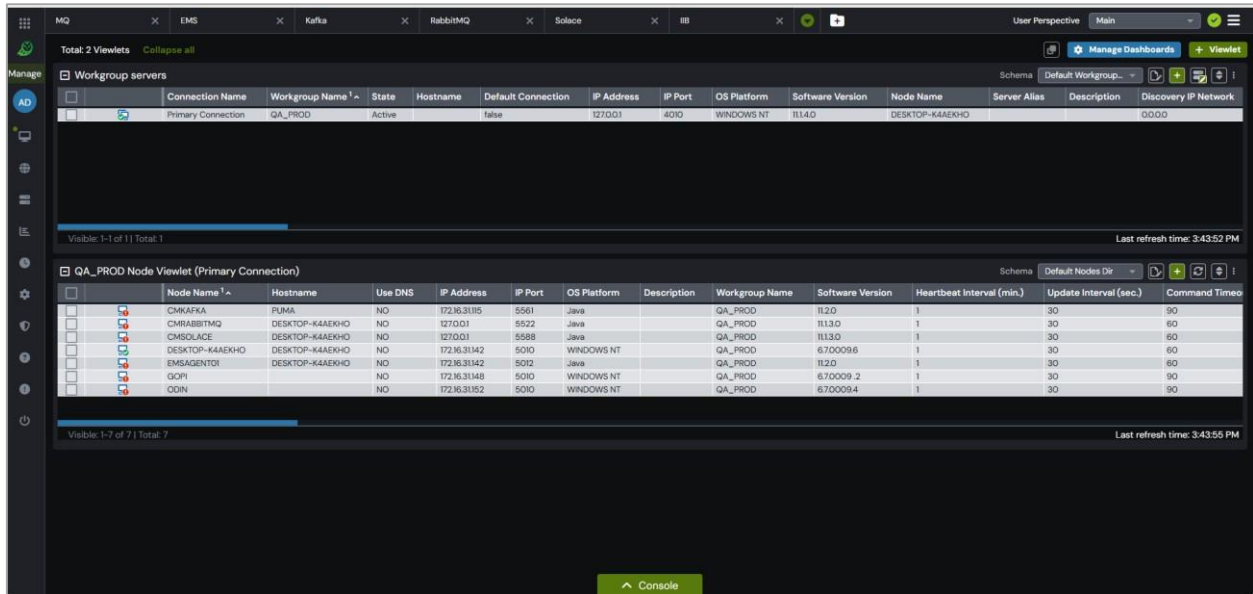 MQ EMS Kafka RabbitMQ Solace IIB User Perspective Main
Total: 2 Viewlets Collapse all Manage Dashboards + Viewlet
Manage
AD
Workgroup servers Schema Default Workgroup...
Connection Name Workgroup Name 1 State Hostname Default Connection IP Address IP Port OS Platform Software Version Node Name Server Alias Description Discovery IP Network
Primary Connection QA_PROD Active false 127.0.0.1 4010 WINDOWS NT 11.1.4.0 DESKTOP-K4AEKHO 0.0.0.0
Visible: 1-1 of 1 | Total: 1 Last refresh time: 3:43:52 PM
QA_PROD Node Viewlet (Primary Connection) Schema Default Nodes Dir
Node Name 1 Hostname Use DNS IP Address IP Port OS Platform Description Workgroup Name Software Version Heartbeat Interval (min.) Update Interval (sec.) Command Timeo
CMKAFKA PUMA NO 172.16.31.115 5561 Java QA_PROD 11.2.0 1 30 90
CMRABBITMQ DESKTOP-K4AEKHO NO 127.0.0.1 5522 Java QA_PROD 11.1.3.0 1 30 60
CMSOLACE DESKTOP-K4AEKHO NO 127.0.0.1 5588 Java QA_PROD 11.1.3.0 1 30 60
DESKTOP-K4AEKHO DESKTOP-K4AEKHO NO 172.16.31.142 5010 WINDOWS NT QA_PROD 6.7.0009.6 1 30 60
EMSAGENT01 DESKTOP-K4AEKHO NO 172.16.31.142 5012 Java QA_PROD 11.2.0 1 30 60
GOPI NO 172.16.31.148 5010 WINDOWS NT QA_PROD 6.7.0009 .2 1 30 90
ODIN NO 172.16.31.152 5010 WINDOWS NT QA_PROD 6.7.0009.4 1 30 90
Visible: 1-7 of 7 | Total: 7 Last refresh time: 3:43:55 PM
Console